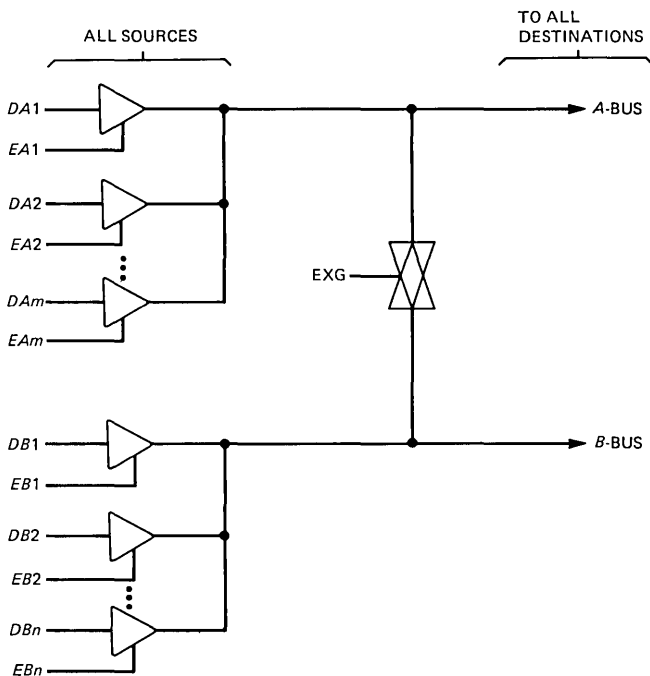 ALL SOURCES
TO ALL
DESTINATIONS
DA1
A-BUS
EA1
DA2
EA2
EXG
DAm
EAm
DB1
B-BUS
EB1
DB2
EB2
DBn
EBn